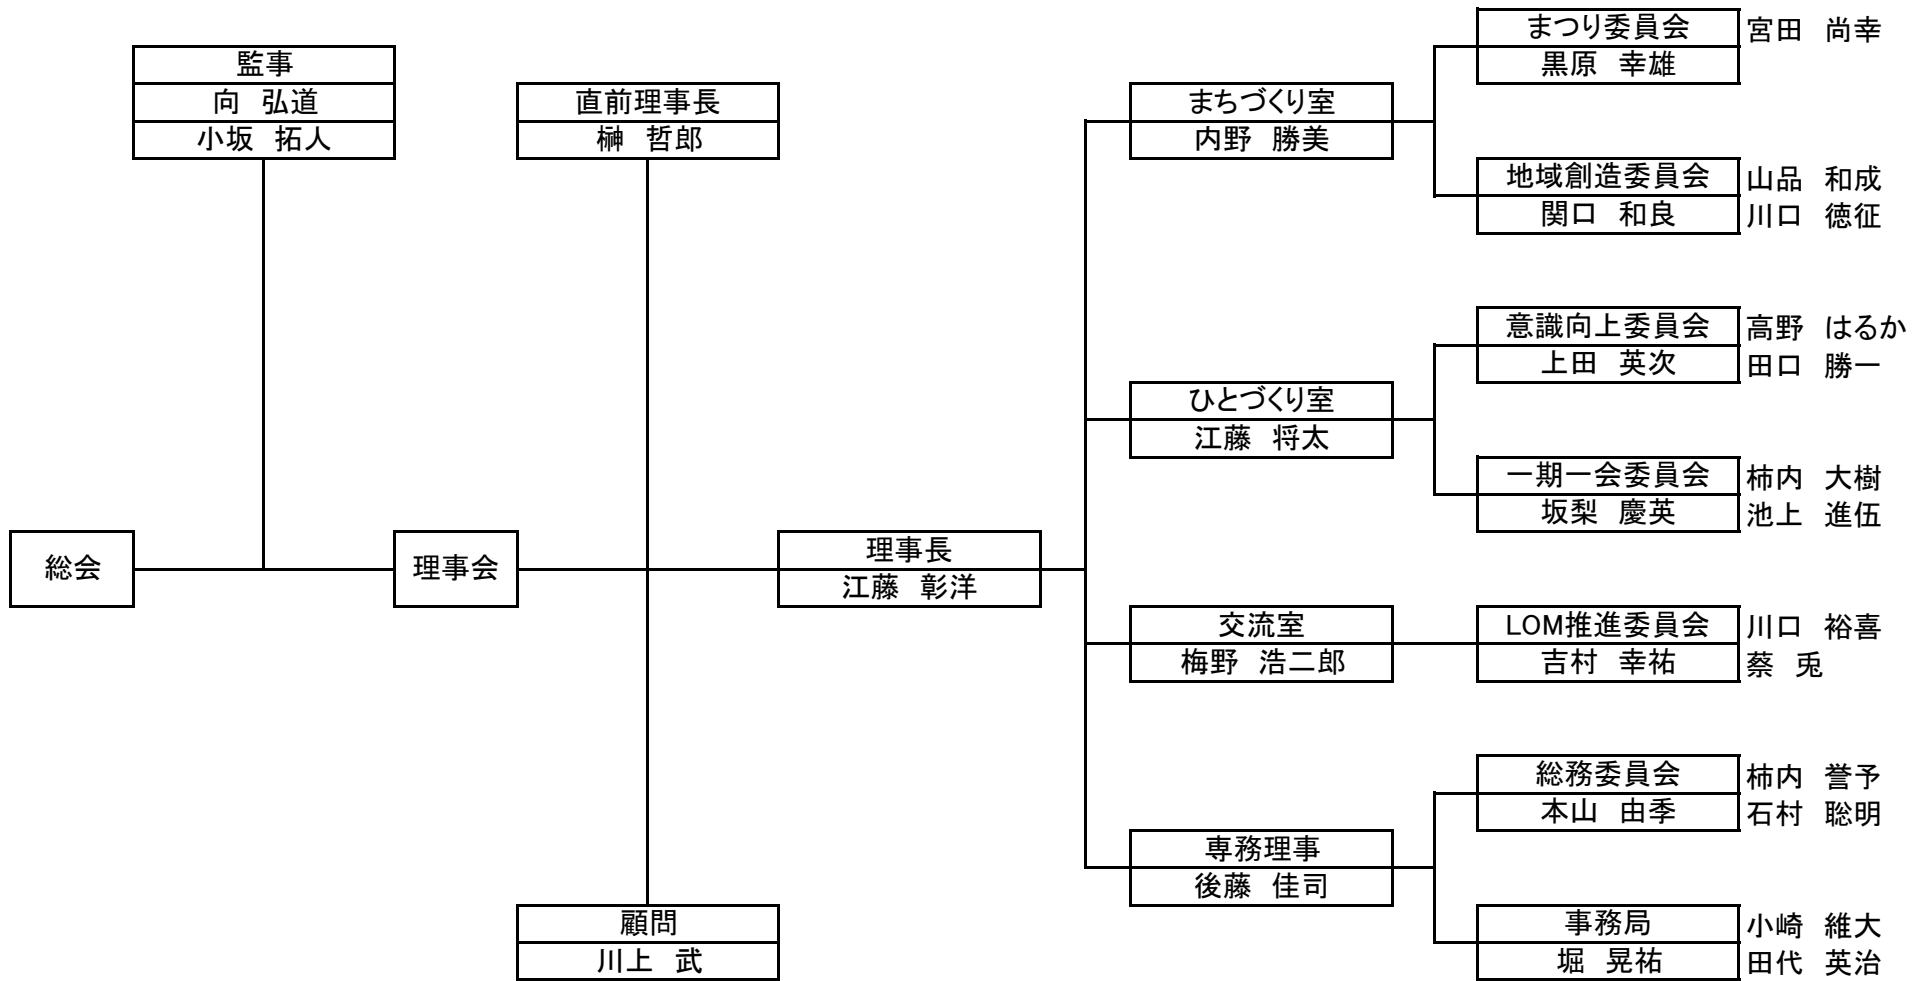 監事
向　弘道
小坂　拓人
直前理事長
榊　哲郎
総会
理事会
理事長
江藤　彰洋
顧問
川上　武
まちづくり室
内野　勝美
まつり委員会
黒原　幸雄
宮田　尚幸
地域創造委員会
関口　和良
山品　和成
川口　徳征
ひとづくり室
江藤　将太
意識向上委員会
上田　英次
高野　はるか
田口　勝一
一期一会委員会
坂梨　慶英
柿内　大樹
池上　進伍
交流室
梅野　浩二郎
LOM推進委員会
吉村　幸祐
川口　裕喜
蔡　兎
専務理事
後藤　佳司
総務委員会
本山　由季
柿内　誉予
石村　聡明
事務局
堀　晃祐
小崎　維大
田代　英治